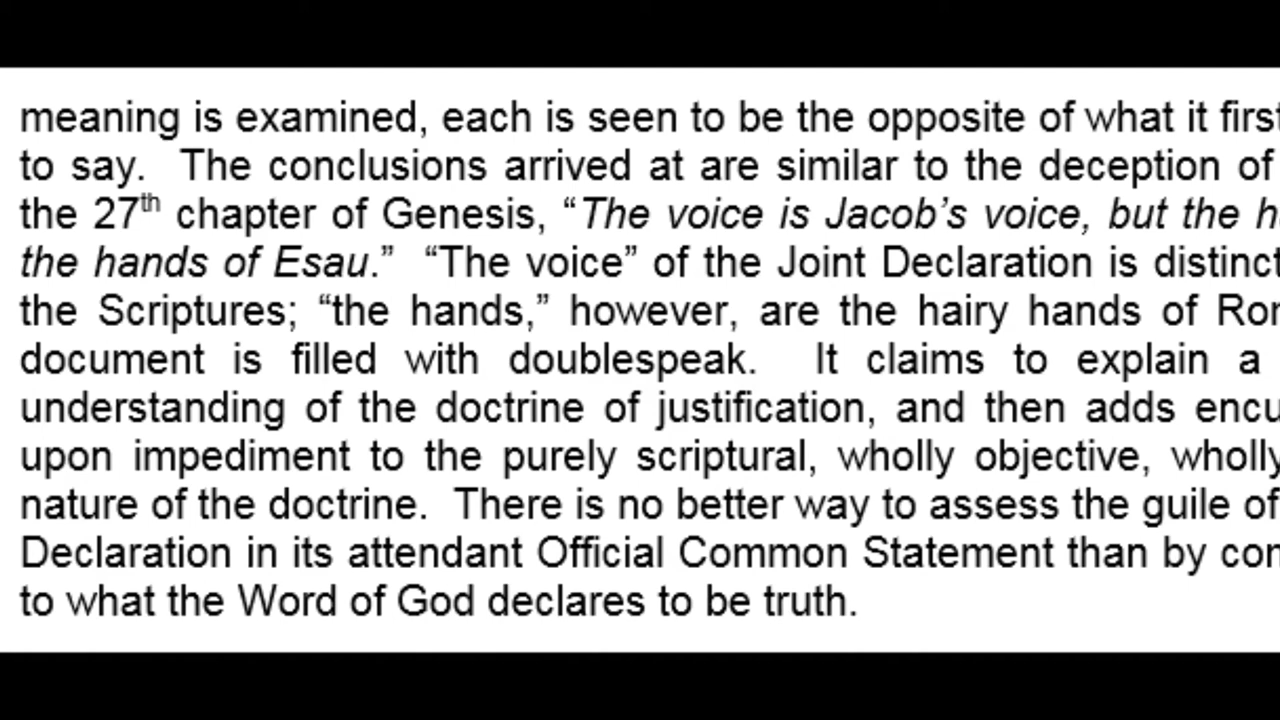 meaning is examined, each is seen to be the opposite of what it first
to say. The conclusions arrived at are similar to the deception of
the 27th chapter of Genesis, “The voice is Jacob’s voice, but the
the hands of Esau.” “The voice” of the Joint Declaration is distinct
the Scriptures; “the hands,” however, are the hairy hands of
document is filled with doublespeak. It claims to explain a
understanding of the doctrine of justification, and then adds
upon impediment to the purely scriptural, wholly objective, wholly
nature of the doctrine. There is no better way to assess the guile of
Declaration in its attendant Official Common Statement than by
to what the Word of God declares to be truth.